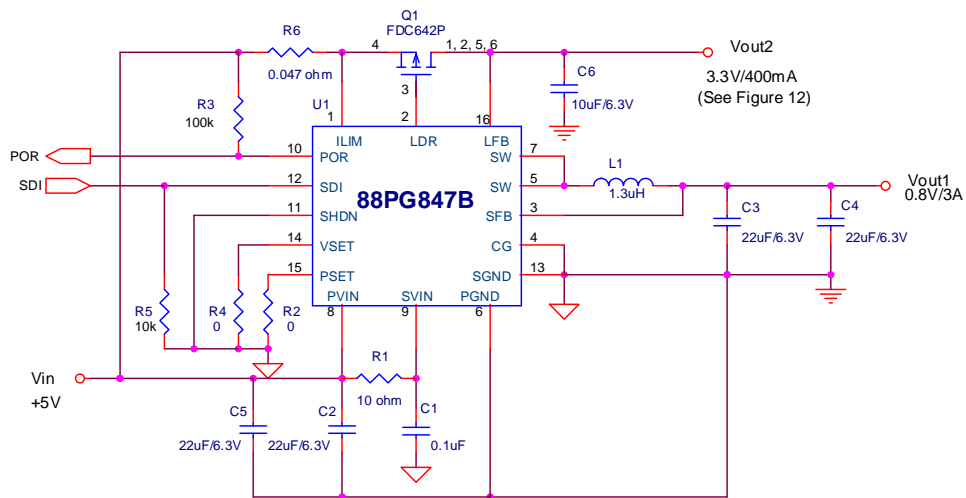 Q1
FDC642P
R6
4
1, 2, 5, 6
Vout2
0.047 ohm
3
C6
3.3V/400mA
10uF/6.3V
(See Figure 12)
R3
100k
U1
1
2
16
ILIM
LDR
LFB
POR
10
POR
SW
7
L1
SDI
12
SDI
SW
5
1.3uH
Vout1
88PG847B
0.8V/3A
11
SHDN
SFB
3
C3
C4
14
VSET
CG
4
22uF/6.3V
22uF/6.3V
15
PSET
SGND
13
PVIN
SVIN
PGND
R5
R4
R2
8
9
6
10k
0
0
R1
Vin
+5V
10 ohm
C5
C2
C1
22uF/6.3V
22uF/6.3V
0.1uF